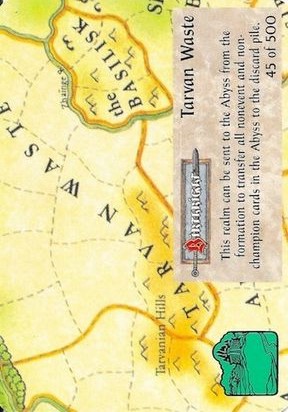 Tarvan Waste
BIRTHRIGHT
This realm can be sent to the Abyss from the
formation to transfer all nonevent and non-
champion cards in the Abyss to the discard pile.
45 of 500
the
BASILISK
WASTE
TARVAN WASTE
Tarvanian Hills